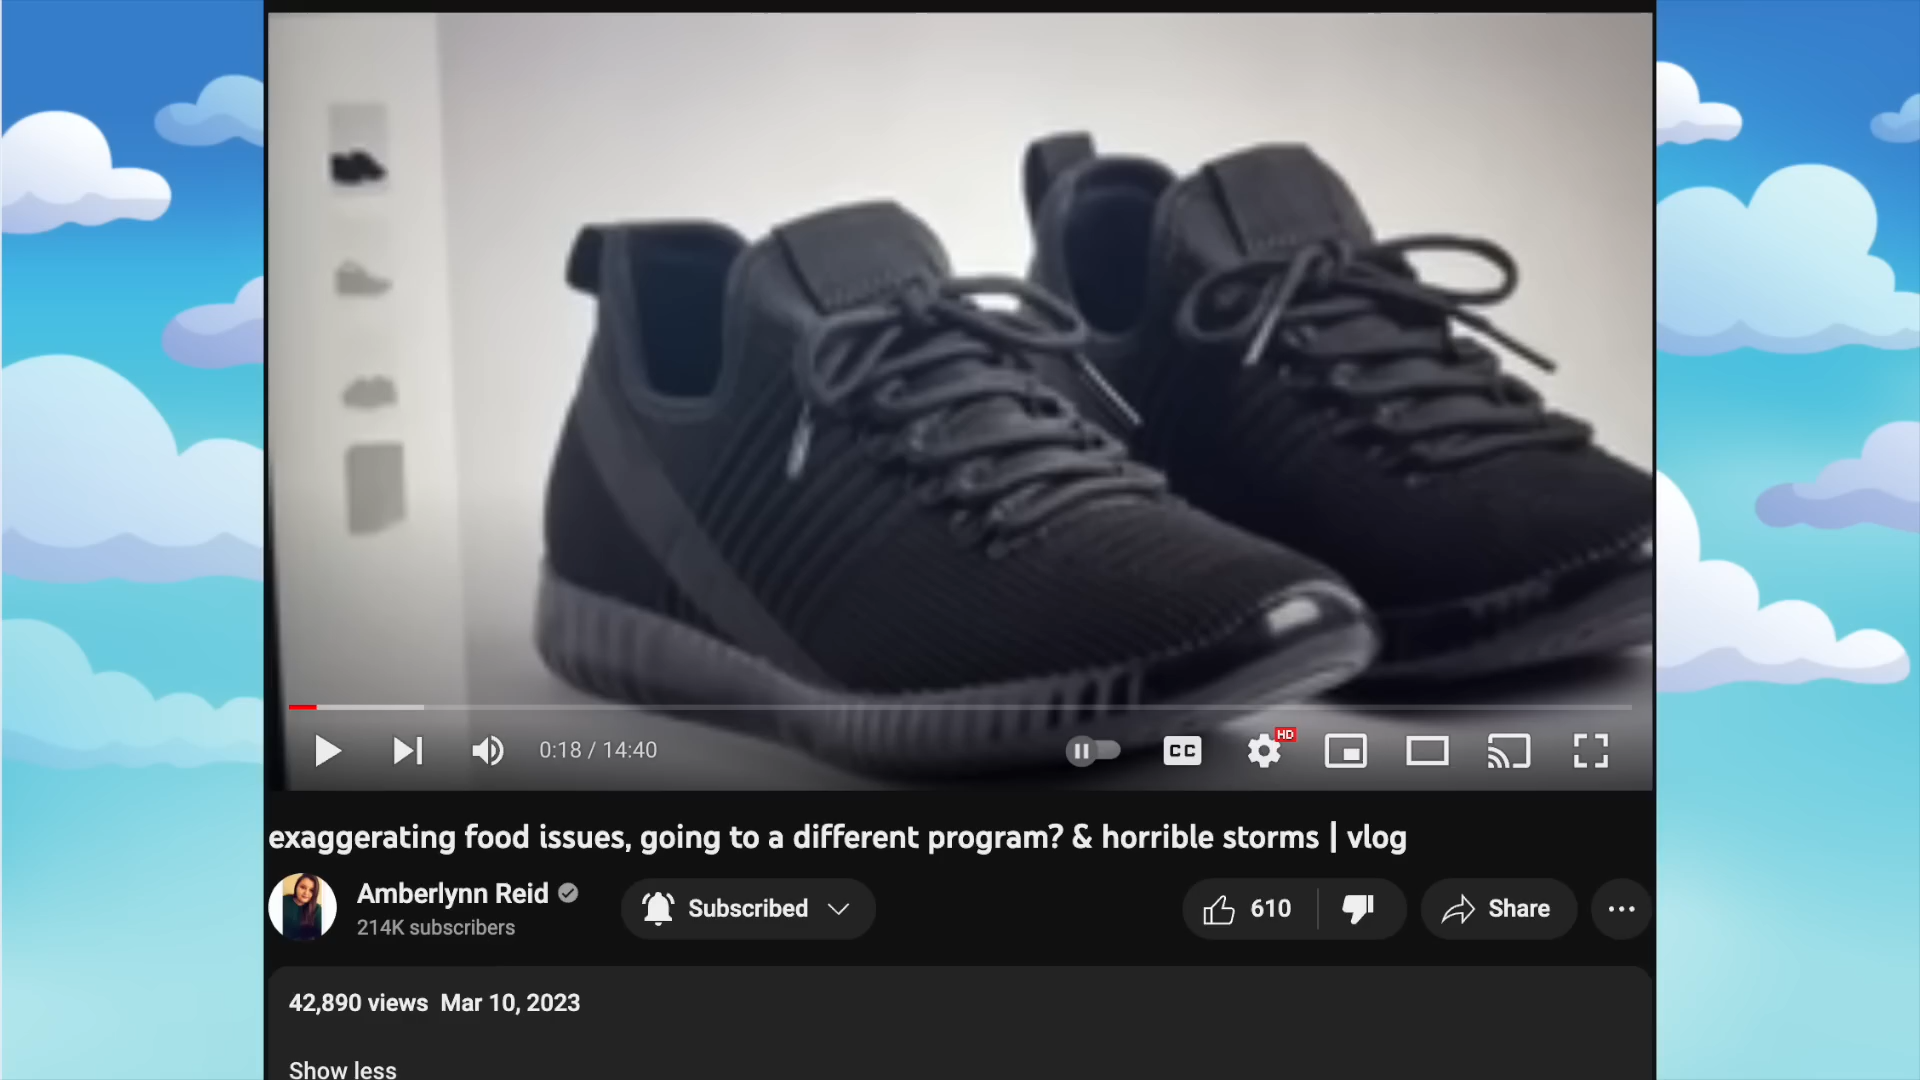 HD
0:18 / 14:40
CC
exaggerating food issues, going to a different program? & horrible storms | vlog
Amberlynn Reid
214K subscribers
Subscribed
610
Share
42,890 views Mar 10, 2023
Show less